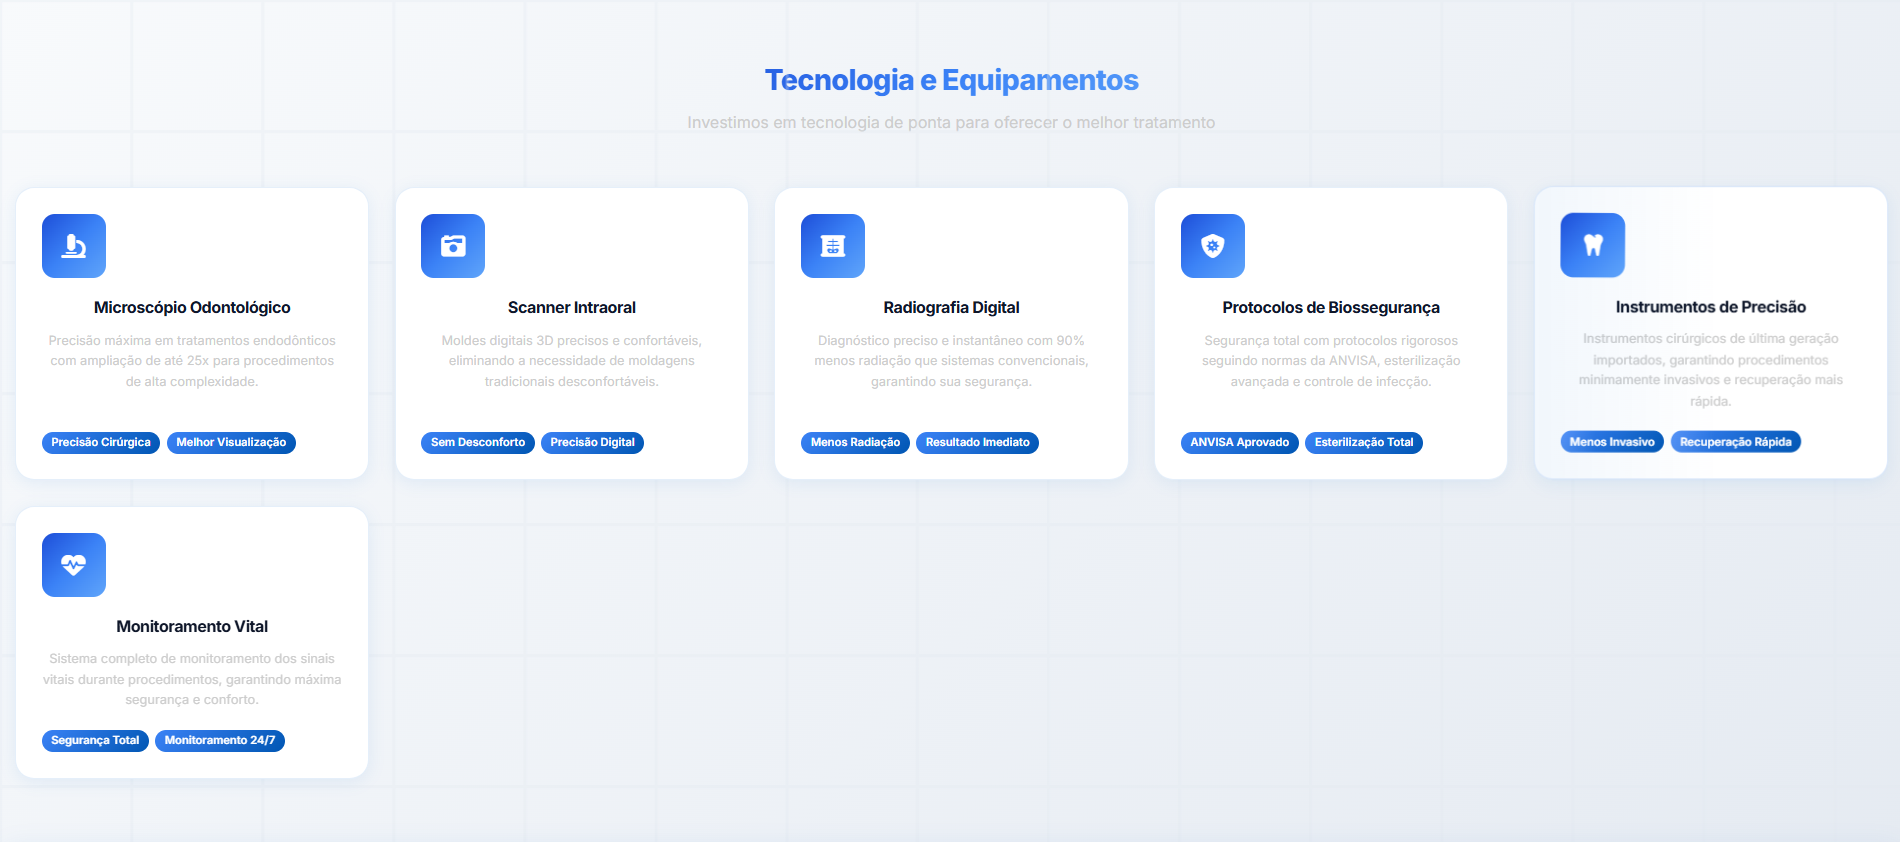 Tecnologia e Equipamentos
Investimos em tecnologia de ponta para oferecer o melhor tratamento
Microscópio Odontológico
Precisão máxima em tratamentos endodônticos
com ampliação de até 25x para procedimentos
de alta complexidade.
Precisão Cirúrgica
Melhor Visualização
Scanner Intraoral
Moldes digitais 3D precisos e confortáveis,
eliminando a necessidade de moldagens
tradicionais desconfortáveis.
Sem Desconforto
Precisão Digital
Radiografia Digital
Diagnóstico preciso e instantâneo com 90%
menos radiação que sistemas convencionais,
garantindo sua segurança.
Menos Radiação
Resultado Imediato
Protocolos de Biossegurança
Segurança total com protocolos rigorosos
seguindo normas da ANVISA, esterilização
avançada e controle de infecção.
ANVISA Aprovado
Esterilização Total
Instrumentos de Precisão
Instrumentos cirúrgicos de última geração
importados, garantindo procedimentos
minimamente invasivos e recuperação mais
rápida.
Menos Invasivo
Recuperação Rápida
Monitoramento Vital
Sistema completo de monitoramento dos sinais
vitais durante procedimentos, garantindo máxima
segurança e conforto.
Segurança Total
Monitoramento 24/7